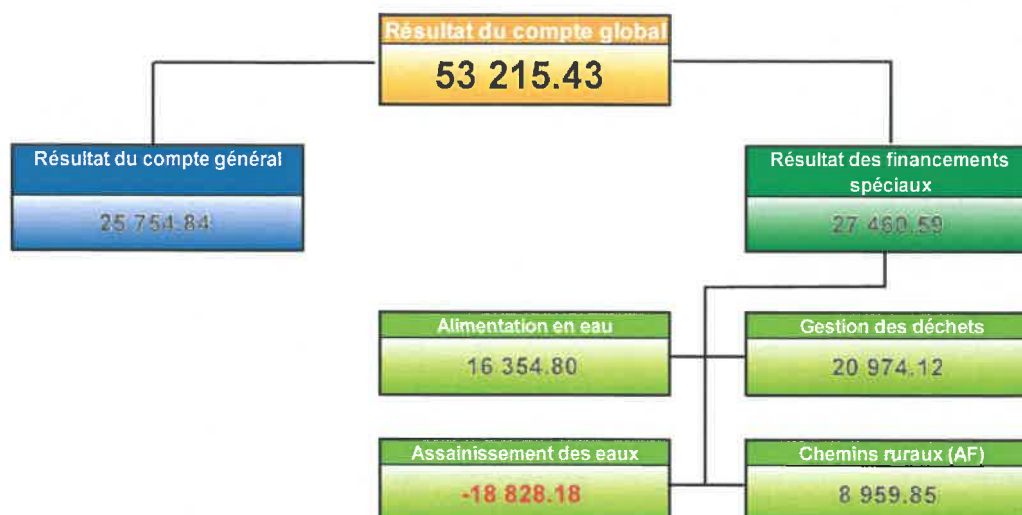 Résultat du compte global
53 215.43
Résultat du compte général
25 754.84
Résultat des financements
spéciaux
27 460.59
Alimentation en eau
16 354.80
Gestion des déchets
20 974.12
Assainissement des eaux
-18 828.18
Chemins ruraux (AF)
8 959.85